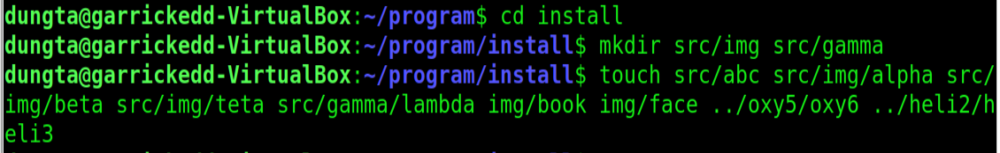 dungta@garrickedd-VirtualBox:~/program$ cd install
dungta@garrickedd-VirtualBox:~/program/install$ mkdir src/img src/gamma
dungta@garrickedd-VirtualBox:~/program/install$ touch src/abc src/img/alpha src/
img/beta src/img/teta src/gamma/lambda img/book img/face ../oxy5/oxy6 ../heli2/h
eli3